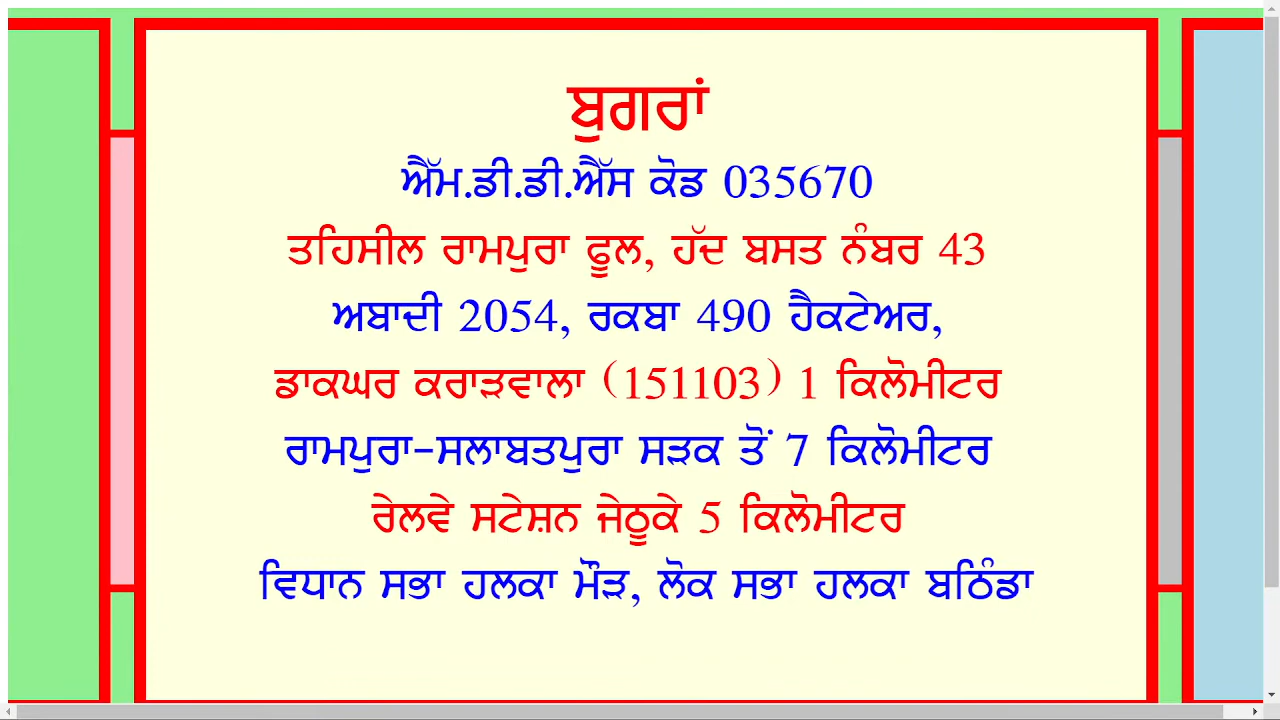 ਬੁਗਰਾਂ
ਐੱਮ.ਡੀ.ਡੀ.ਐੱਸ ਕੋਡ 035670
ਤਹਿਸੀਲ ਰਾਮਪੁਰਾ ਫੂਲ, ਹੱਦ ਬਸਤ ਨੰਬਰ 43
ਅਬਾਦੀ 2054, ਰਕਬਾ 490 ਹੈਕਟੇਅਰ,
ਡਾਕਘਰ ਕਰਾੜਵਾਲਾ (151103) 1 ਕਿਲੋਮੀਟਰ
ਰਾਮਪੁਰਾ-ਸਲਾਬਤਪੁਰਾ ਸੜਕ ਤੋਂ 7 ਕਿਲੋਮੀਟਰ
ਰੇਲਵੇ ਸਟੇਸ਼ਨ ਜੇਠੂਕੇ 5 ਕਿਲੋਮੀਟਰ
ਵਿਧਾਨ ਸਭਾ ਹਲਕਾ ਮੌੜ, ਲੋਕ ਸਭਾ ਹਲਕਾ ਬਠਿੰਡਾ